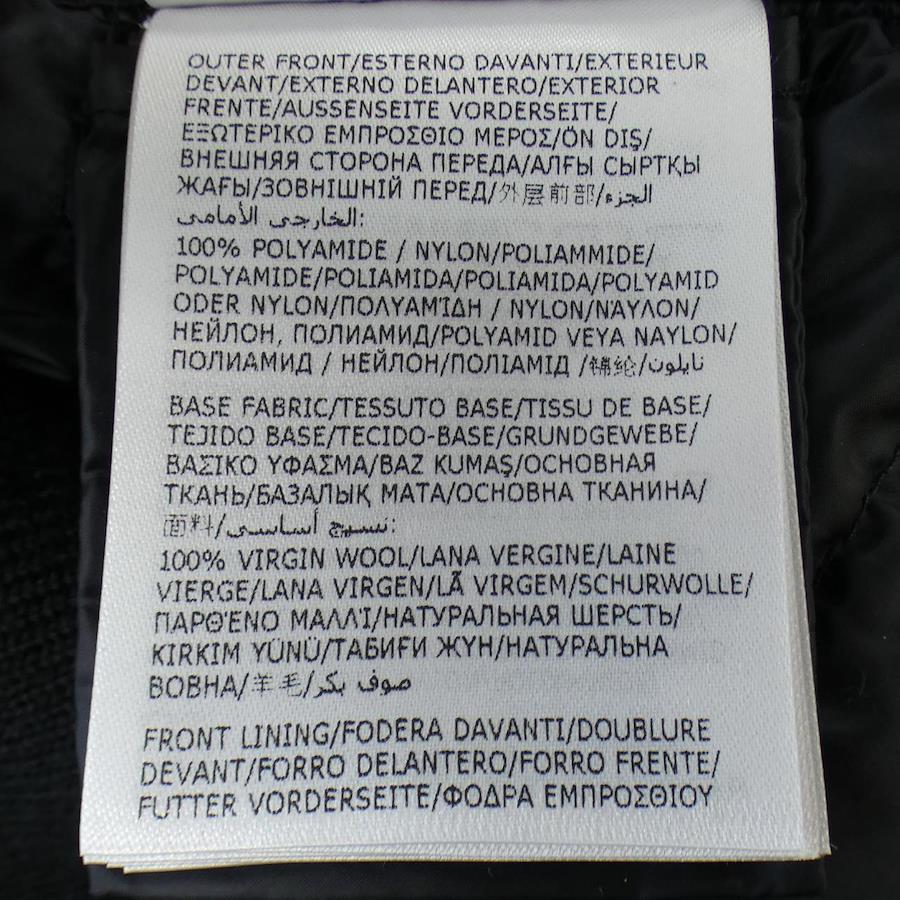 OUTER FRONT/ESTERNO DAVANTI/EXTERIEUR
DEVANT/EXTERNO DELANTERO/EXTERIOR
FRENTE/AUSSENSEITE VORDERSEITE/
ΕΞΩΤΕΡΙΚΟ ΕΜΠΡΟΣΘΙΟ ΜΕΡΟΣ/ÖN DIŞ/
ВНЕШНЯЯ СТОРОНА ПЕРЕДА/АЛҒЫ СЫРТҚЫ
ЖАҒЫ/ЗОВНІШНІЙ ПЕРЕД/外层前部/الجزء
الخارجي الأمامي:
100% POLYAMIDE / NYLON/POLIAMMIDE/
POLYAMIDE/POLIAMIDA/POLIAMIDA/POLYAMID
ODER NYLON/ΠΟΛΥΑΜΊΔΗ / NYLON/ΝΆΥΛΟΝ/
НЕЙЛОН, ПОЛИАМИД/POLYAMID VEYA NAYLON/
ПОЛИАМИД / НЕЙЛОН/ПОЛІАМІД /锦纶/نايلون
BASE FABRIC/TESSUTO BASE/TISSU DE BASE/
TEJIDO BASE/TECIDO-BASE/GRUNDGEWEBE/
ΒΑΣΙΚΟ ΥΦΑΣΜΑ/BAZ KUMAŞ/ОСНОВНАЯ
ТКАНЬ/БАЗАЛЫҚ МАТА/ОСНОВНА ТКАНИНА/
面料/نسيج أساسي:
100% VIRGIN WOOL/LANA VERGINE/LAINE
VIERGE/LANA VIRGEN/LÃ VIRGEM/SCHURWOLLE/
ΠΑΡΘΈΝΟ ΜΑΛΛΊ/НАТУРАЛЬНАЯ ШЕРСТЬ/
KIRKIM YÜNÜ/ТАБИҒИ ЖҮН/НАТУРАЛЬНА
ВОВНА/羊毛/صوف بكر
FRONT LINING/FODERA DAVANTI/DOUBLURE
DEVANT/FORRO DELANTERO/FORRO FRENTE/
FUTTER VORDERSEITE/ΦΟΔΡΑ ΕΜΠΡΟΣΘΙΟΥ